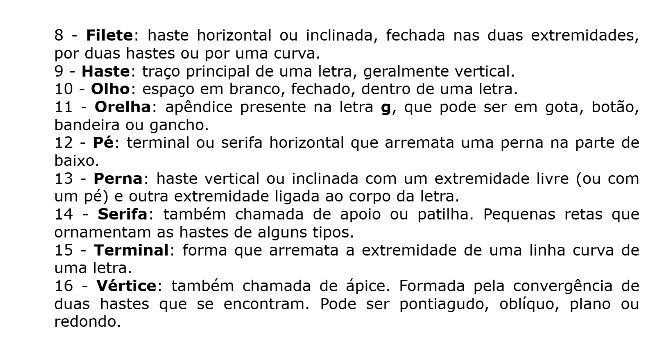 8 - Filete: haste horizontal ou inclinada, fechada nas duas extremidades,
por duas hastes ou por uma curva.
9 - Haste: traço principal de uma letra, geralmente vertical.
10 - Olho: espaço em branco, fechado, dentro de uma letra.
11 - Orelha: apêndice presente na letra g, que pode ser em gota, botão,
bandeira ou gancho.
12 - Pé: terminal ou serifa horizontal que arremata uma perna na parte de
baixo.
13 - Perna: haste vertical ou inclinada com um extremidade livre (ou com
um pé) e outra extremidade ligada ao corpo da letra.
14 - Serifa: também chamada de apoio ou patilha. Pequenas retas que
ornamentam as hastes de alguns tipos.
15 - Terminal: forma que arremata a extremidade de uma linha curva de
uma letra.
16 - Vértice: também chamada de ápice. Formada pela convergência de
duas hastes que se encontram. Pode ser pontiagudo, oblíquo, plano ou
redondo.